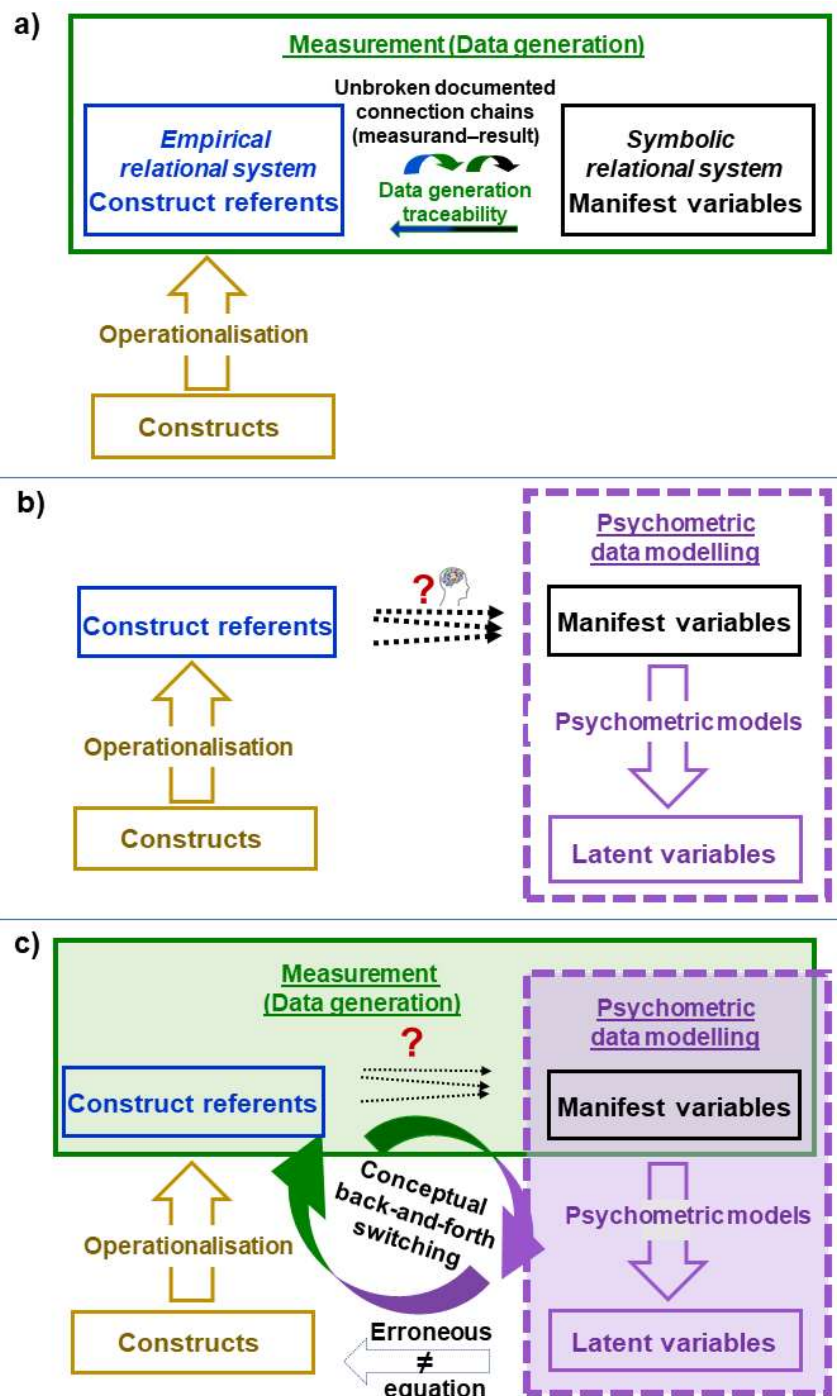 a)
Measurement (Data generation)
Unbroken documented
connection chains
(measurand–result)
Empirical
relational system
Construct referents
Data generation
traceability
Symbolic
relational system
Manifest variables
Operationalisation
Constructs
b)
Psychometric
data modelling
?
Construct referents
Manifest variables
Operationalisation
Psychometric models
Constructs
Latent variables
c)
Measurement
(Data generation)
?
Psychometric
data modelling
Construct referents
Manifest variables
Conceptual
back-and-forth
switching
Operationalisation
Psychometric models
Constructs
Erroneous
≠
equation
Latent variables